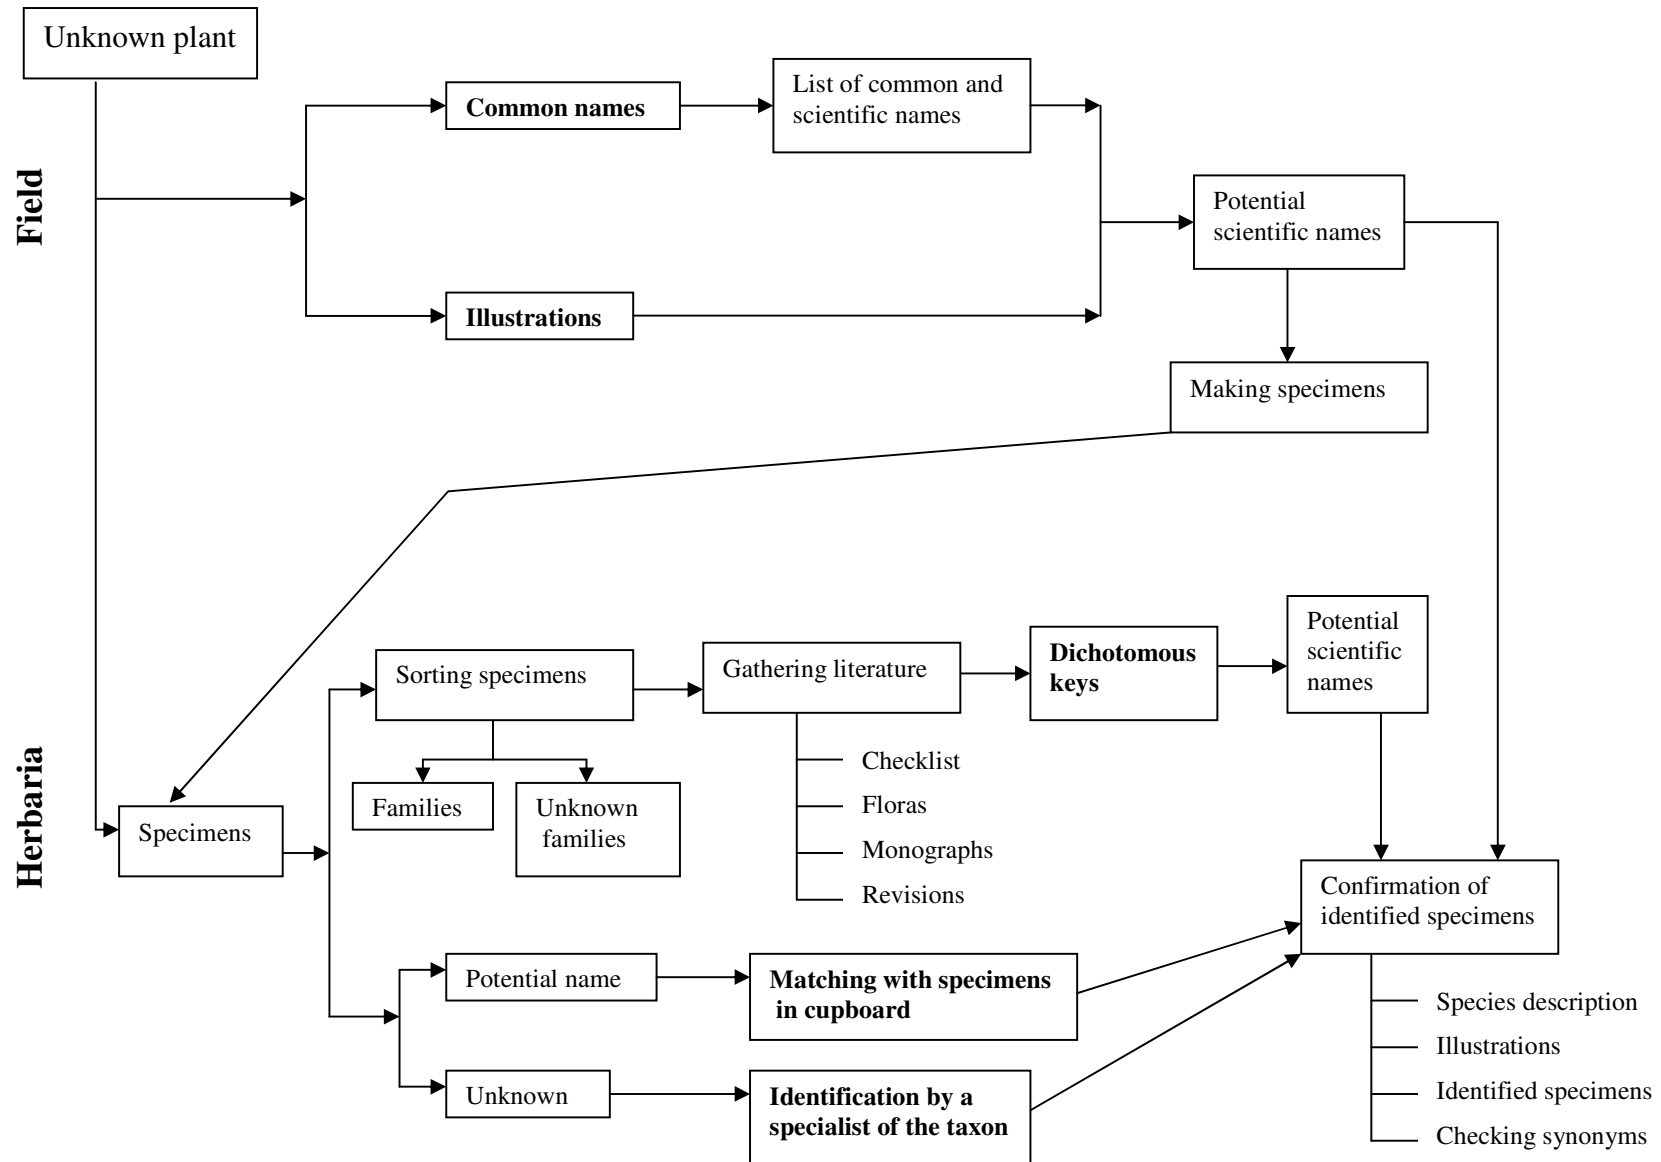 Unknown plant
Field
Common names
List of common and
scientific names
Illustrations
Potential
scientific names
Making specimens
Herbaria
Specimens
Sorting specimens
Families
Unknown
families
Gathering literature
Checklist
Floras
Monographs
Revisions
Dichotomous
keys
Potential
scientific
names
Potential name
Matching with specimens
in cupboard
Unknown
Identification by a
specialist of the taxon
Confirmation of
identified specimens
Species description
Illustrations
Identified specimens
Checking synonyms